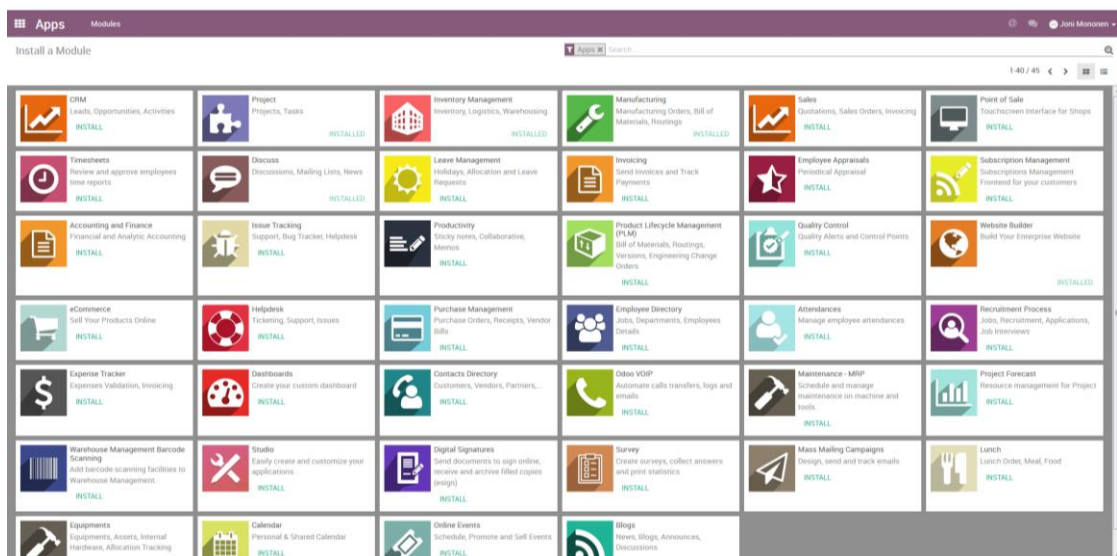 Apps Modules Joni Mononen
Install a Module Apps x Search...
1-40 / 45
CRM
Leads, Opportunities, Activities
INSTALL
Project
Projects, Tasks
INSTALLED
Inventory Management
Inventory, Logistics, Warehousing
INSTALLED
Manufacturing
Manufacturing Orders, Bill of
Materials, Routings
INSTALLED
Sales
Quotations, Sales Orders, Invoicing
INSTALL
Point of Sale
Touchscreen Interface for Shops
INSTALL
Timesheets
Review and approve employees
time reports
INSTALL
Discuss
Discussions, Mailing Lists, News
INSTALLED
Leave Management
Holidays, Allocation and Leave
Requests
INSTALL
Invoicing
Send Invoices and Track
Payments
INSTALL
Employee Appraisals
Periodical Appraisal
INSTALL
Subscription Management
Subscriptions Management
Frontend for your customers
INSTALL
Accounting and Finance
Financial and Analytic Accounting
INSTALL
Issue Tracking
Support, Bug Tracker, Helpdesk
INSTALL
Productivity
Sticky notes, Collaborative,
Memos
INSTALL
Product Lifecycle Management
(PLM)
Bill of Materials, Routings,
Versions, Engineering Change
Orders
INSTALL
Quality Control
Quality Alerts and Control Points
INSTALL
Website Builder
Build Your Enterprise Website
INSTALLED
eCommerce
Sell Your Products Online
INSTALL
Helpdesk
Ticketing, Support, Issues
INSTALL
Purchase Management
Purchase Orders, Receipts, Vendor
Bills
INSTALL
Employee Directory
Jobs, Departments, Employees
Details
INSTALL
Attendances
Manage employee attendances
INSTALL
Recruitment Process
Jobs, Recruitment, Applications,
Job Interviews
INSTALL
Expense Tracker
Expenses Validation, Invoicing
INSTALL
Dashboards
Create your custom dashboard
INSTALL
Contacts Directory
Customers, Vendors, Partners,...
INSTALL
Odoo VOIP
Automate calls transfers, logs and
emails
INSTALL
Maintenance - MRP
Schedule and manage
maintenance on machine and
tools.
INSTALL
Project Forecast
Resource management for Project
INSTALL
Warehouse Management Barcode
Scanning
Add barcode scanning facilities to
Warehouse Management.
INSTALL
Studio
Easily create and customize your
applications
INSTALL
Digital Signatures
Send documents to sign online,
receive and archive filled copies
(esign)
INSTALL
Survey
Create surveys, collect answers
and print statistics
INSTALL
Mass Mailing Campaigns
Design, send and track emails
INSTALL
Lunch
Lunch Order, Meal, Food
INSTALL
Equipments
Equipments, Assets, Internal
Hardware, Allocation Tracking
Calendar
Personal & Shared Calendar
INSTALL
Online Events
Schedule, Promote and Sell Events
INSTALL
Blogs
News, Blogs, Announces,
Discussions